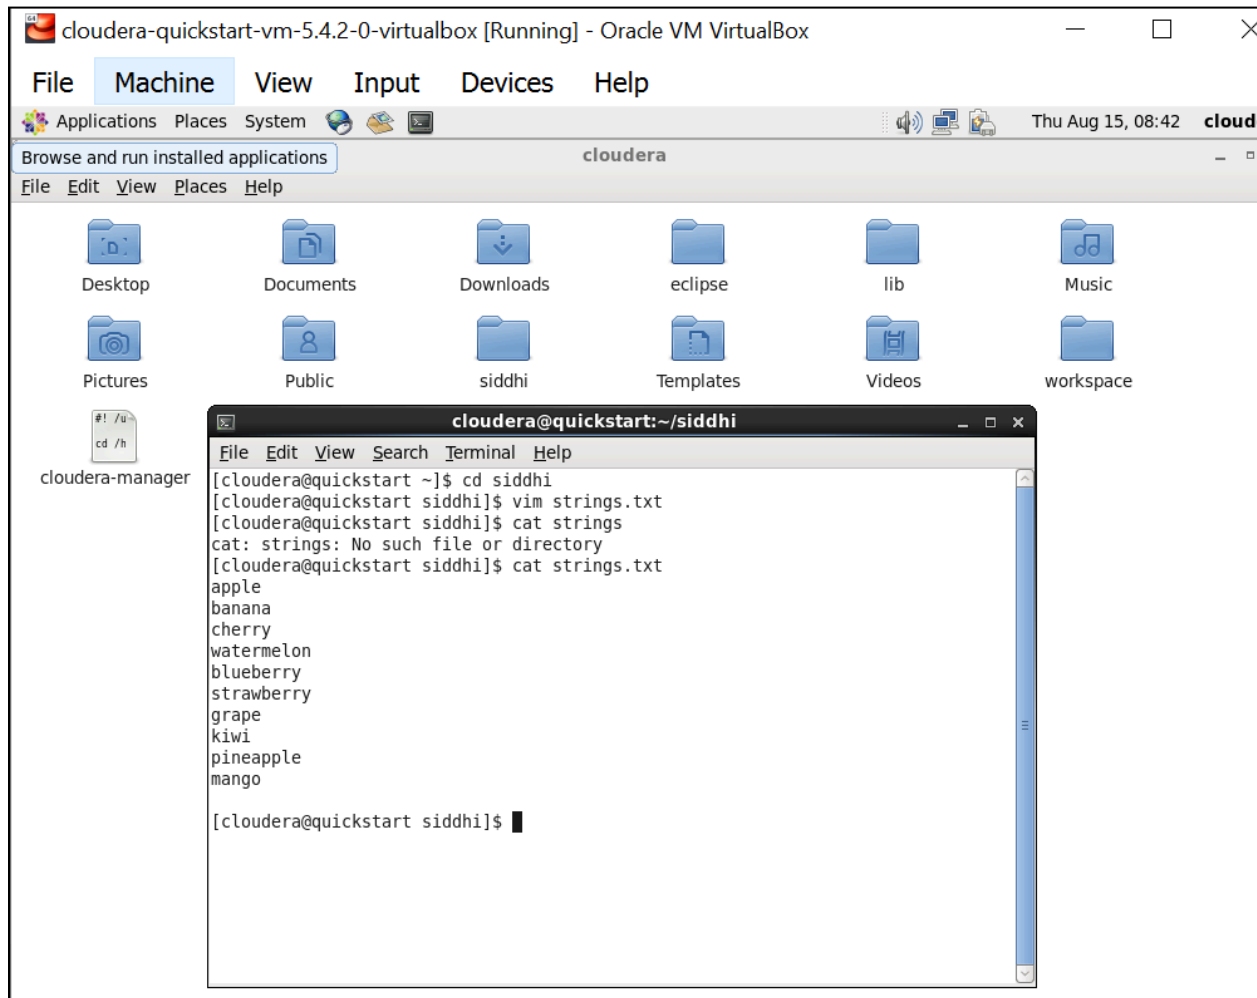 64
cloudera-quickstart-vm-5.4.2-0-virtualbox [Running] - Oracle VM VirtualBox
File Machine View Input Devices Help
Applications Places System Thu Aug 15, 08:42 cloud
Browse and run installed applications cloudera
File Edit View Places Help
Desktop Documents Downloads eclipse lib Music
Pictures Public siddhi Templates Videos workspace
#! /u
cd /h
cloudera-manager
cloudera@quickstart:~/siddhi
File Edit View Search Terminal Help
[cloudera@quickstart ~]$ cd siddhi
[cloudera@quickstart siddhi]$ vim strings.txt
[cloudera@quickstart siddhi]$ cat strings
cat: strings: No such file or directory
[cloudera@quickstart siddhi]$ cat strings.txt
apple
banana
cherry
watermelon
blueberry
strawberry
grape
kiwi
pineapple
mango
[cloudera@quickstart siddhi]$